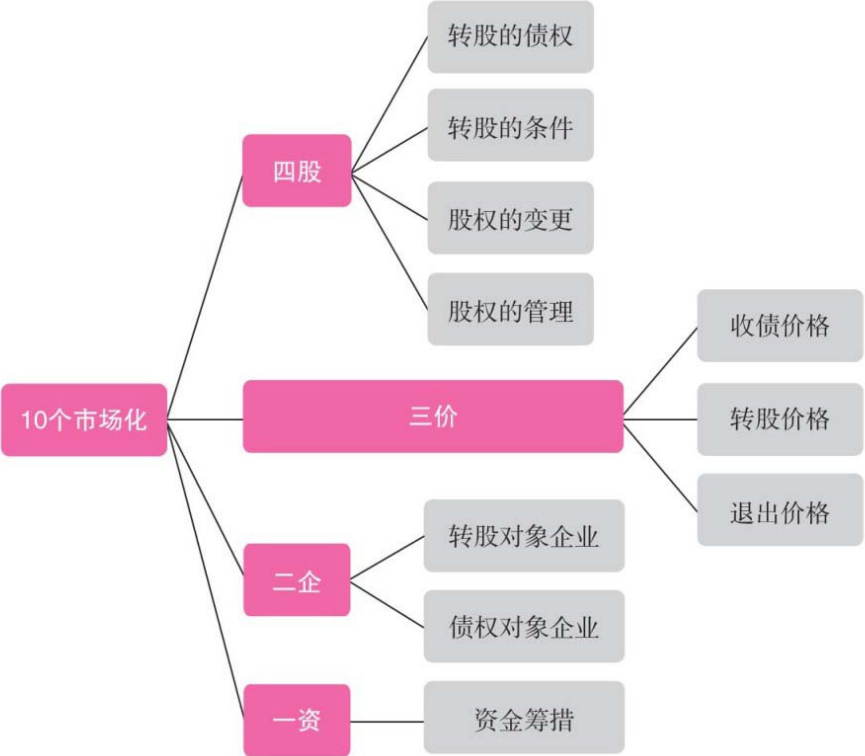 10个市场化
四股
转股的债权
转股的条件
股权的变更
股权的管理
三价
收债价格
转股价格
退出价格
二企
转股对象企业
债权对象企业
一资
资金筹措